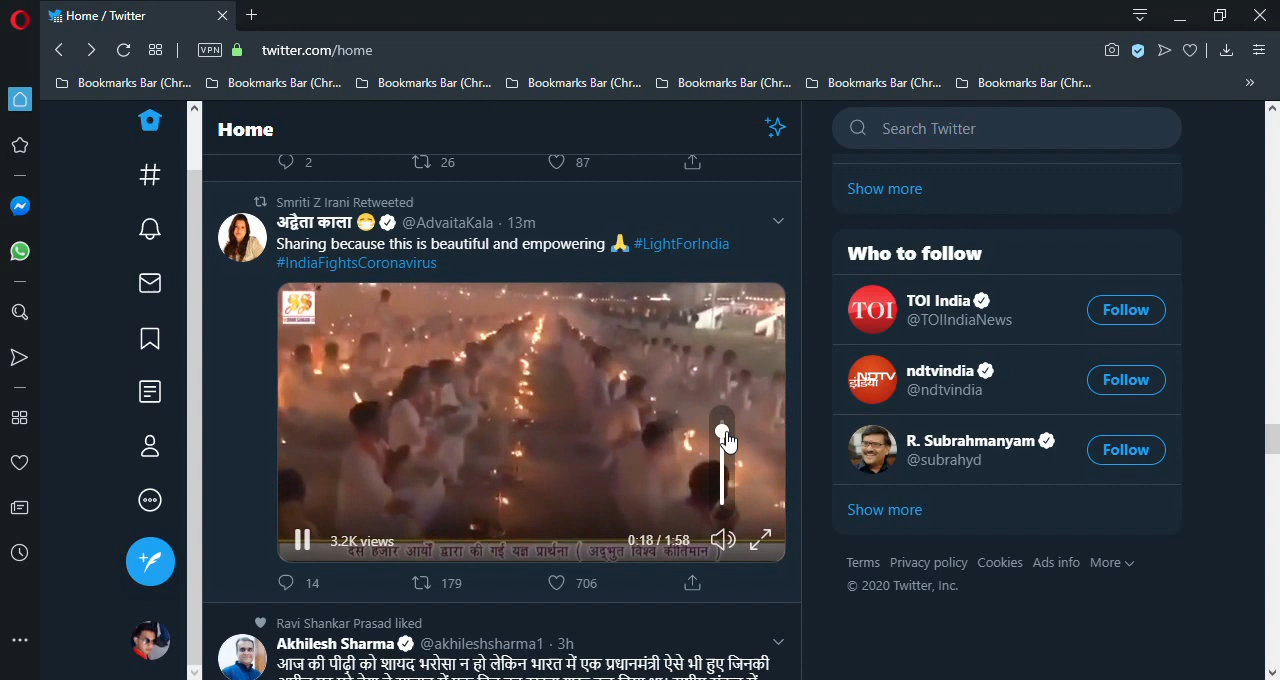 Home / Twitter
VPN
twitter.com/home
Bookmarks Bar (Chr... Bookmarks Bar (Chr... Bookmarks Bar (Chr... Bookmarks Bar (Chr... Bookmarks Bar (Chr... Bookmarks Bar (Chr... Bookmarks Bar (Chr...
Home
2 26 87
Smriti Z Irani Retweeted
अद्वैता काला @AdvaitaKala · 13m
Sharing because this is beautiful and empowering #LightForIndia
#IndiaFightsCoronavirus
3.2K views
0:18 / 1:58
दस हजार आर्यों द्वारा की गई यज्ञ प्रार्थना ( अदभुत विश्व कीर्तिमान )
14 179 706
Ravi Shankar Prasad liked
Akhilesh Sharma @akhileshsharma1 · 3h
आज की पीढ़ी को शायद भरोसा न हो लेकिन भारत में एक प्रधानमंत्री ऐसे भी हुए जिनकी
Search Twitter
Show more
Who to follow
TOI
TOI India
@TOIIndiaNews
Follow
NDTV
इंडिया
ndtvindia
@ndtvindia
Follow
R. Subrahmanyam
@subrahyd
Follow
Show more
Terms Privacy policy Cookies Ads info More
© 2020 Twitter, Inc.